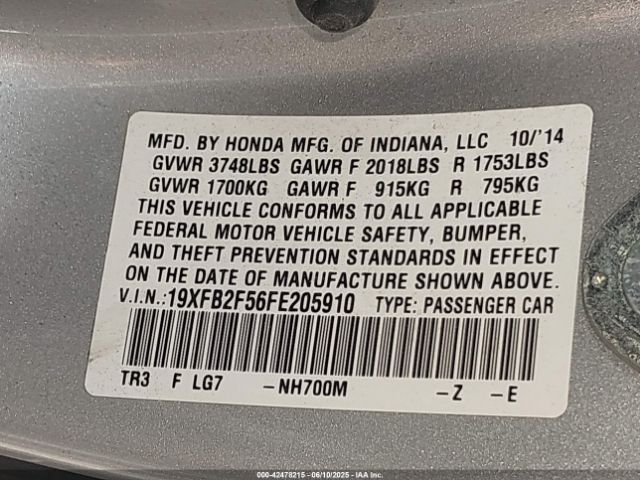 MFD. BY HONDA MFG. OF INDIANA, LLC 10/'14
GVWR 3748LBS GAWR F 2018LBS R 1753LBS
GVWR 1700KG GAWR F 915KG R 795KG
THIS VEHICLE CONFORMS TO ALL APPLICABLE
FEDERAL MOTOR VEHICLE SAFETY, BUMPER,
AND THEFT PREVENTION STANDARDS IN EFFECT
ON THE DATE OF MANUFACTURE SHOWN ABOVE.
V.I.N.:19XFB2F56FE205910 TYPE: PASSENGER CAR
TR3 F LG7 -NH700M -Z -E
000-42478215 - 06/10/2025 - IAA, Inc.